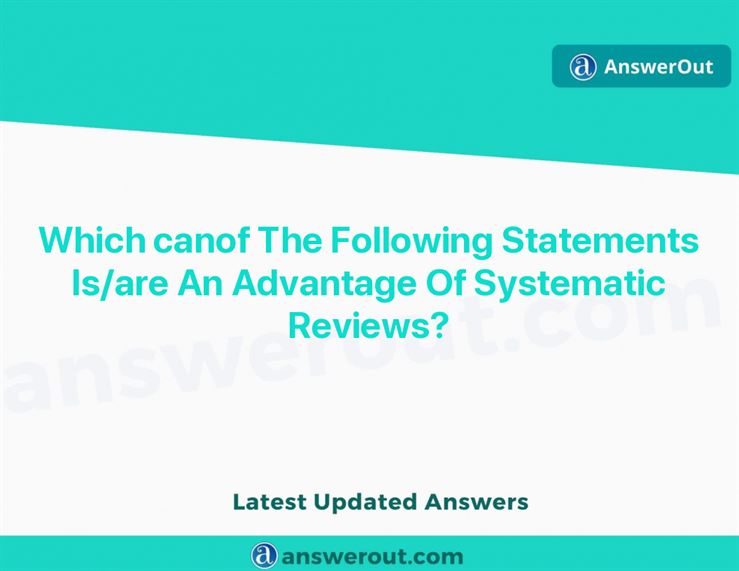 AnswerOut
Which canof The Following Statements
Is/are An Advantage Of Systematic
Reviews?
answerout.com
Latest Updated Answers
answerout.com